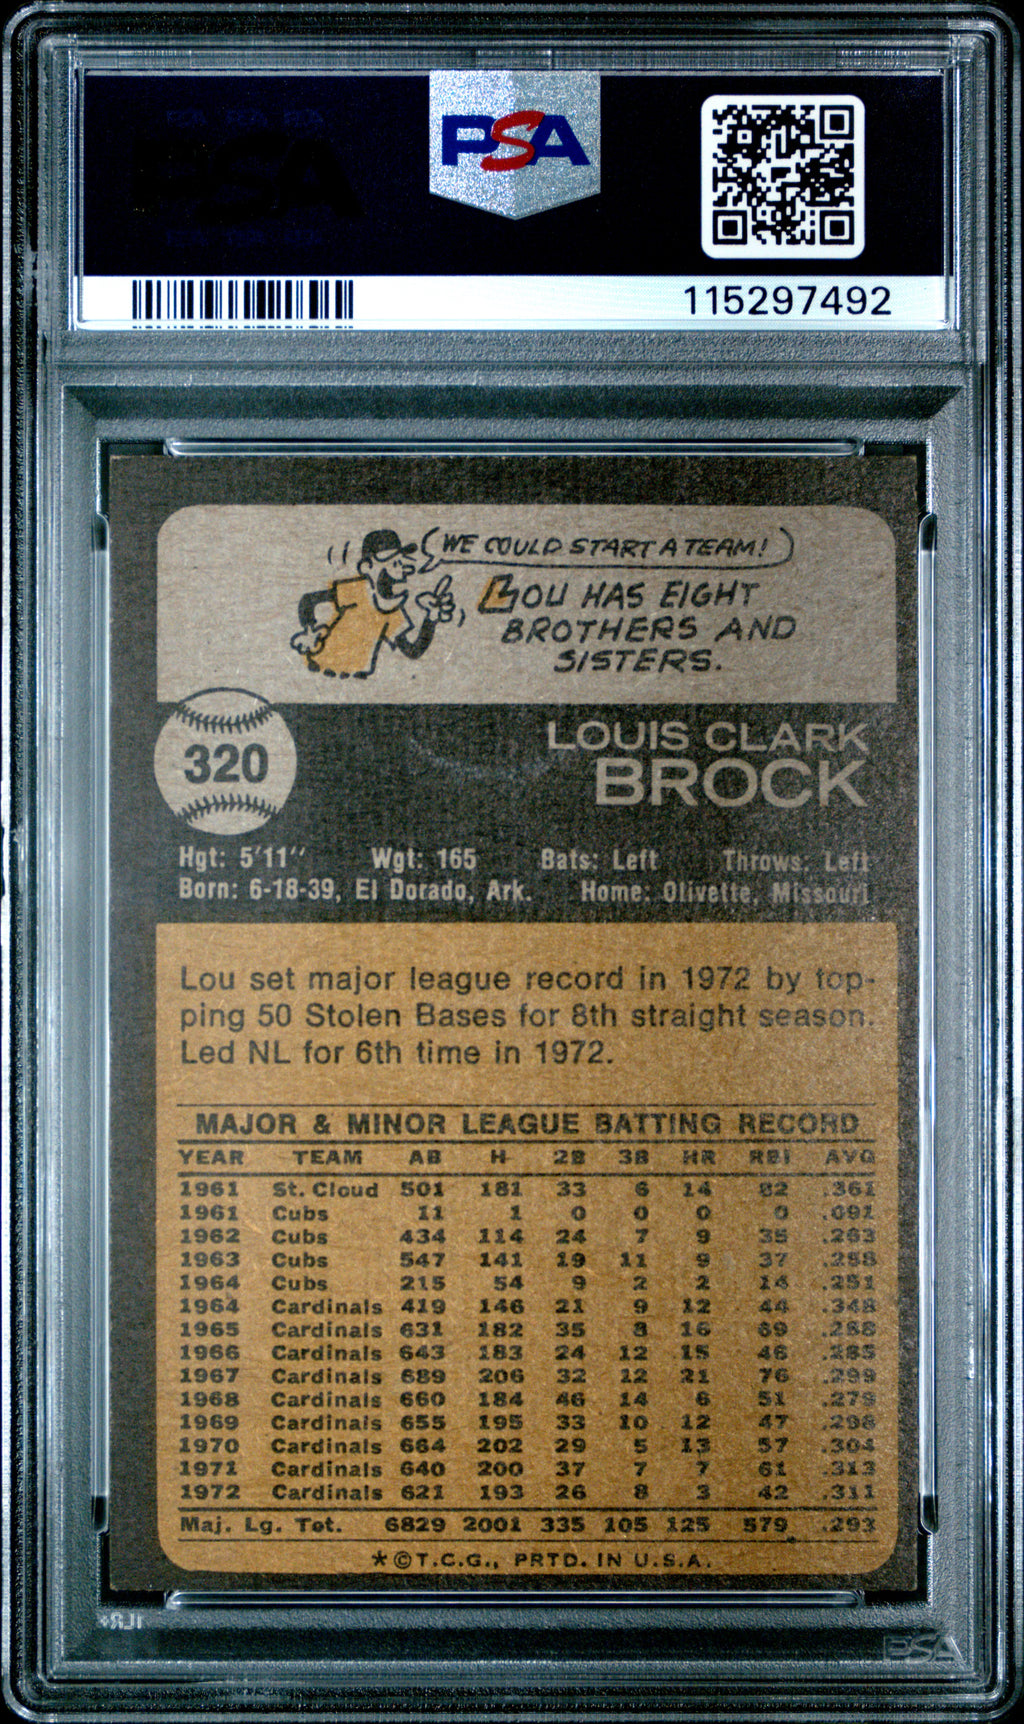 PSA
115297492
WE COULD START A TEAM!
LOU HAS EIGHT
BROTHERS AND
SISTERS.
320
LOUIS CLARK
BROCK
Hgt: 5'11'' Wgt: 165 Bats: Left Throws: Left
Born: 6-18-39, El Dorado, Ark. Home: Olivette, Missouri
Lou set major league record in 1972 by top-
ping 50 Stolen Bases for 8th straight season.
Led NL for 6th time in 1972.
MAJOR & MINOR LEAGUE BATTING RECORD
YEAR TEAM AB H 2B 3B HR RBI AVG
1961 St. Cloud 501 181 33 6 14 82 .361
1961 Cubs 11 1 0 0 0 0 .091
1962 Cubs 434 114 24 7 9 35 .263
1963 Cubs 547 141 19 11 9 37 .258
1964 Cubs 215 54 9 2 2 14 .251
1964 Cardinals 419 146 21 9 12 44 .348
1965 Cardinals 631 182 35 8 16 69 .288
1966 Cardinals 643 183 24 12 15 46 .285
1967 Cardinals 689 206 32 12 21 76 .299
1968 Cardinals 660 184 46 14 6 51 .279
1969 Cardinals 655 195 33 10 12 47 .298
1970 Cardinals 664 202 29 5 13 57 .304
1971 Cardinals 640 200 37 7 7 61 .313
1972 Cardinals 621 193 26 8 3 42 .311
Maj. Lg. Tot. 6829 2001 335 105 125 579 .293
*©T.C.G., PRTD. IN U.S.A.
PSA